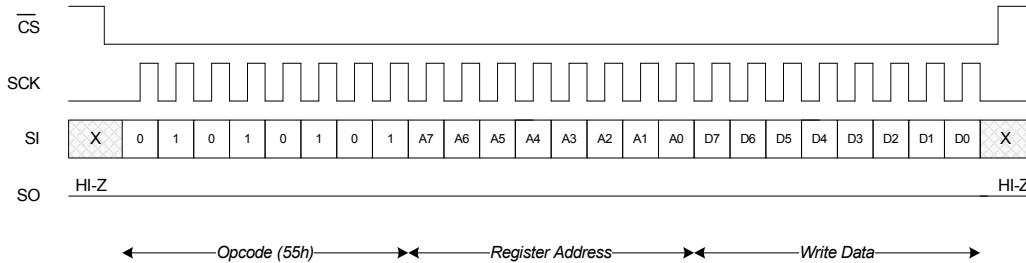 CS
SCK
SI X 0 1 0 1 0 1 0 1 A7 A6 A5 A4 A3 A2 A1 A0 D7 D6 D5 D4 D3 D2 D1 D0 X
HI-Z HI-Z
SO
Opcode (55h) Register Address Write Data